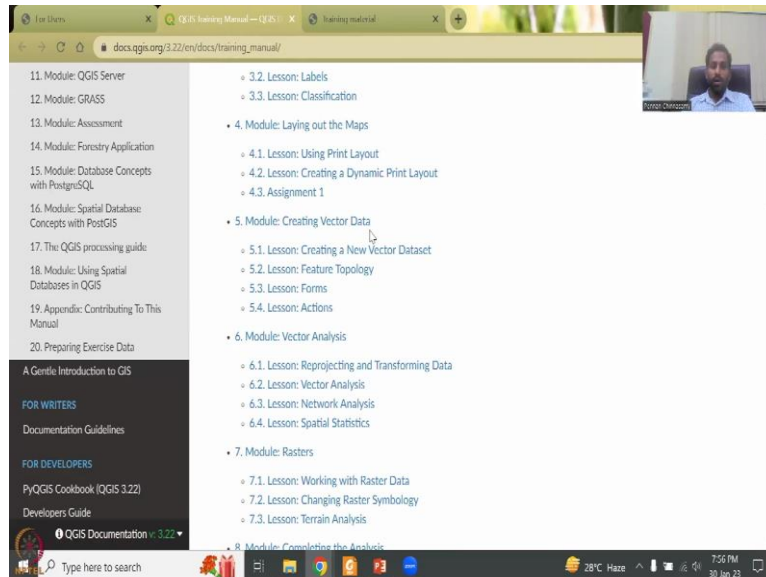 For Users
QGIS Training Manual — QGIS D
Training material
docs.qgis.org/3.22/en/docs/training_manual/
Pennan Chinnasamy
11. Module: QGIS Server
12. Module: GRASS
13. Module: Assessment
14. Module: Forestry Application
15. Module: Database Concepts
with PostgreSQL
16. Module: Spatial Database
Concepts with PostGIS
17. The QGIS processing guide
18. Module: Using Spatial
Databases in QGIS
19. Appendix: Contributing To This
Manual
20. Preparing Exercise Data
A Gentle Introduction to GIS
FOR WRITERS
Documentation Guidelines
FOR DEVELOPERS
PyQGIS Cookbook (QGIS 3.22)
Developers Guide
QGIS Documentation v: 3.22
3.2. Lesson: Labels
3.3. Lesson: Classification
4. Module: Laying out the Maps
4.1. Lesson: Using Print Layout
4.2. Lesson: Creating a Dynamic Print Layout
4.3. Assignment 1
5. Module: Creating Vector Data
5.1. Lesson: Creating a New Vector Dataset
5.2. Lesson: Feature Topology
5.3. Lesson: Forms
5.4. Lesson: Actions
6. Module: Vector Analysis
6.1. Lesson: Reprojecting and Transforming Data
6.2. Lesson: Vector Analysis
6.3. Lesson: Network Analysis
6.4. Lesson: Spatial Statistics
7. Module: Rasters
7.1. Lesson: Working with Raster Data
7.2. Lesson: Changing Raster Symbology
7.3. Lesson: Terrain Analysis
8. Module: Completing the Analysis
NPTEL
Type here to search
28°C Haze
7:56 PM
30 Jan 23